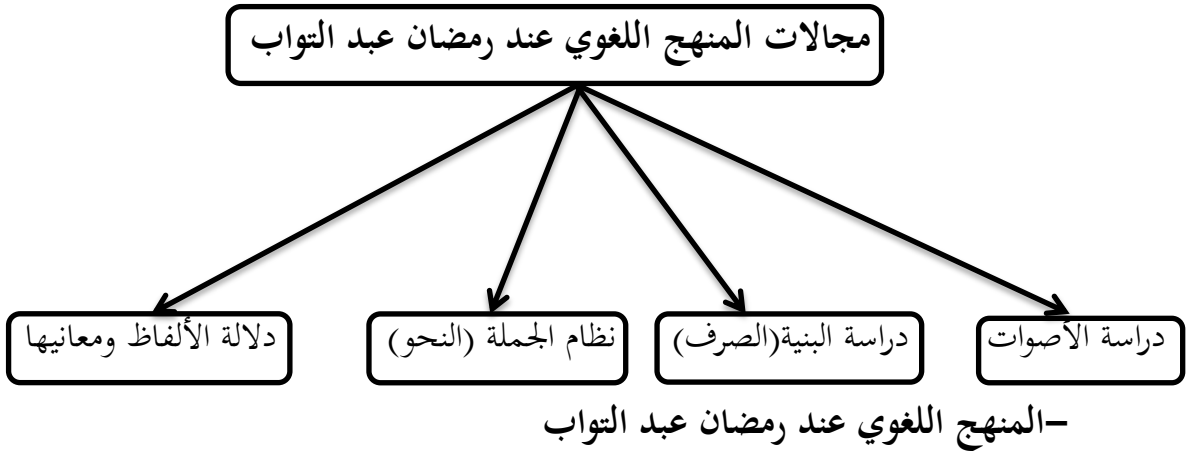 مجالات المنهج اللغوي عند رمضان عبد التواب
دراسة الأصوات
دراسة البنية(الصرف)
نظام الجملة (النحو)
دلالة الألفاظ ومعانيها
–المنهج اللغوي عند رمضان عبد التواب